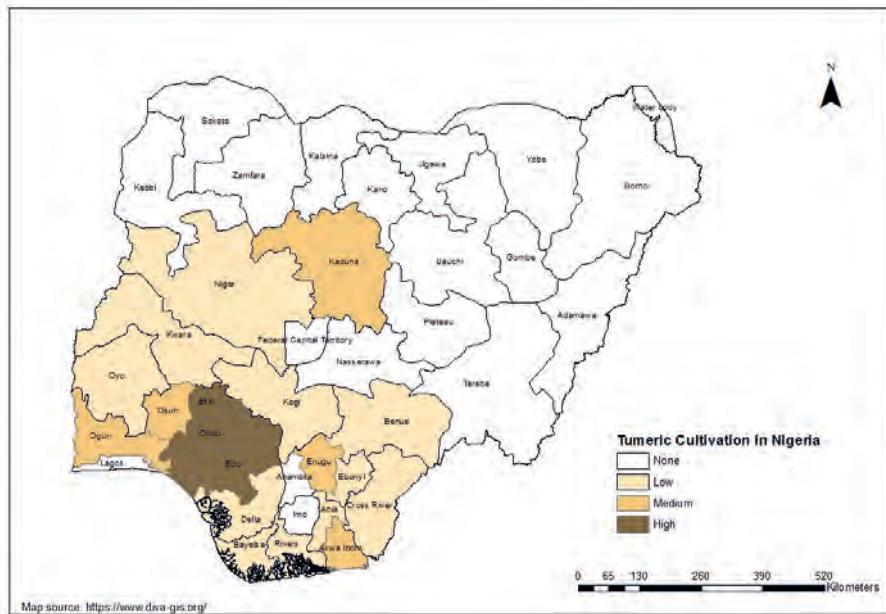 N
Water body
Sokoto
Katsina
Jigawa
Yobe
Zamfara
Kebbi
Kano
Borno
Kaduna
Bauchi
Gombe
Niger
Adamawa
Plateau
Federal Capital Territory
Kwara
Nassarawa
Oyo
Taraba
Kogi
Ekiti
Benue
Osun
Ondo
Ogun
Edo
Enugu
Lagos
Anambra
Ebonyi
Cross River
Delta
Imo
Abia
Bayelsa
Rivers
Akwa Ibom
Tumeric Cultivation in Nigeria
None
Low
Medium
High
0 65 130 260 390 520
Kilometers
Map source: https://www.diva-gis.org/